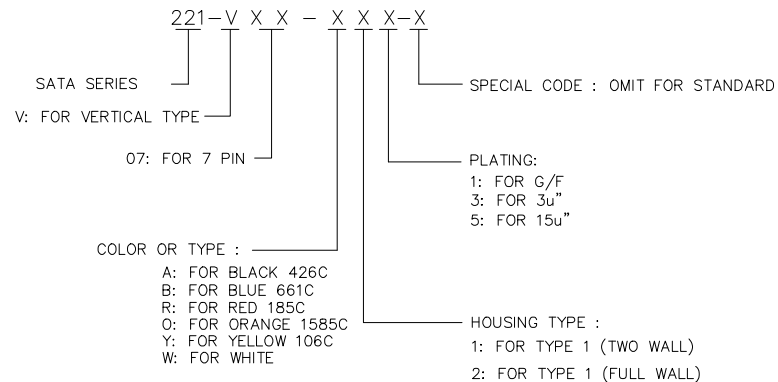 221-V X X - X X X-X
SATA SERIES
SPECIAL CODE : OMIT FOR STANDARD
V: FOR VERTICAL TYPE
07: FOR 7 PIN
PLATING:
1: FOR G/F
3: FOR 3u"
5: FOR 15u"
COLOR OR TYPE :
A: FOR BLACK 426C
B: FOR BLUE 661C
R: FOR RED 185C
O: FOR ORANGE 1585C
Y: FOR YELLOW 106C
W: FOR WHITE
HOUSING TYPE :
1: FOR TYPE 1 (TWO WALL)
2: FOR TYPE 1 (FULL WALL)